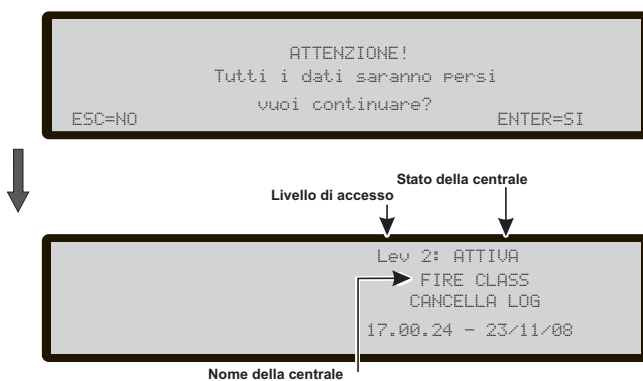 ATTENZIONE!
Tutti i dati saranno persi
vuoi continuare?
ESC=NO ENTER=SI
Stato della centrale
Livello di accesso
Lev 2: ATTIVA
FIRE CLASS
CANCELLA LOG
17.00.24 - 23/11/08
Nome della centrale